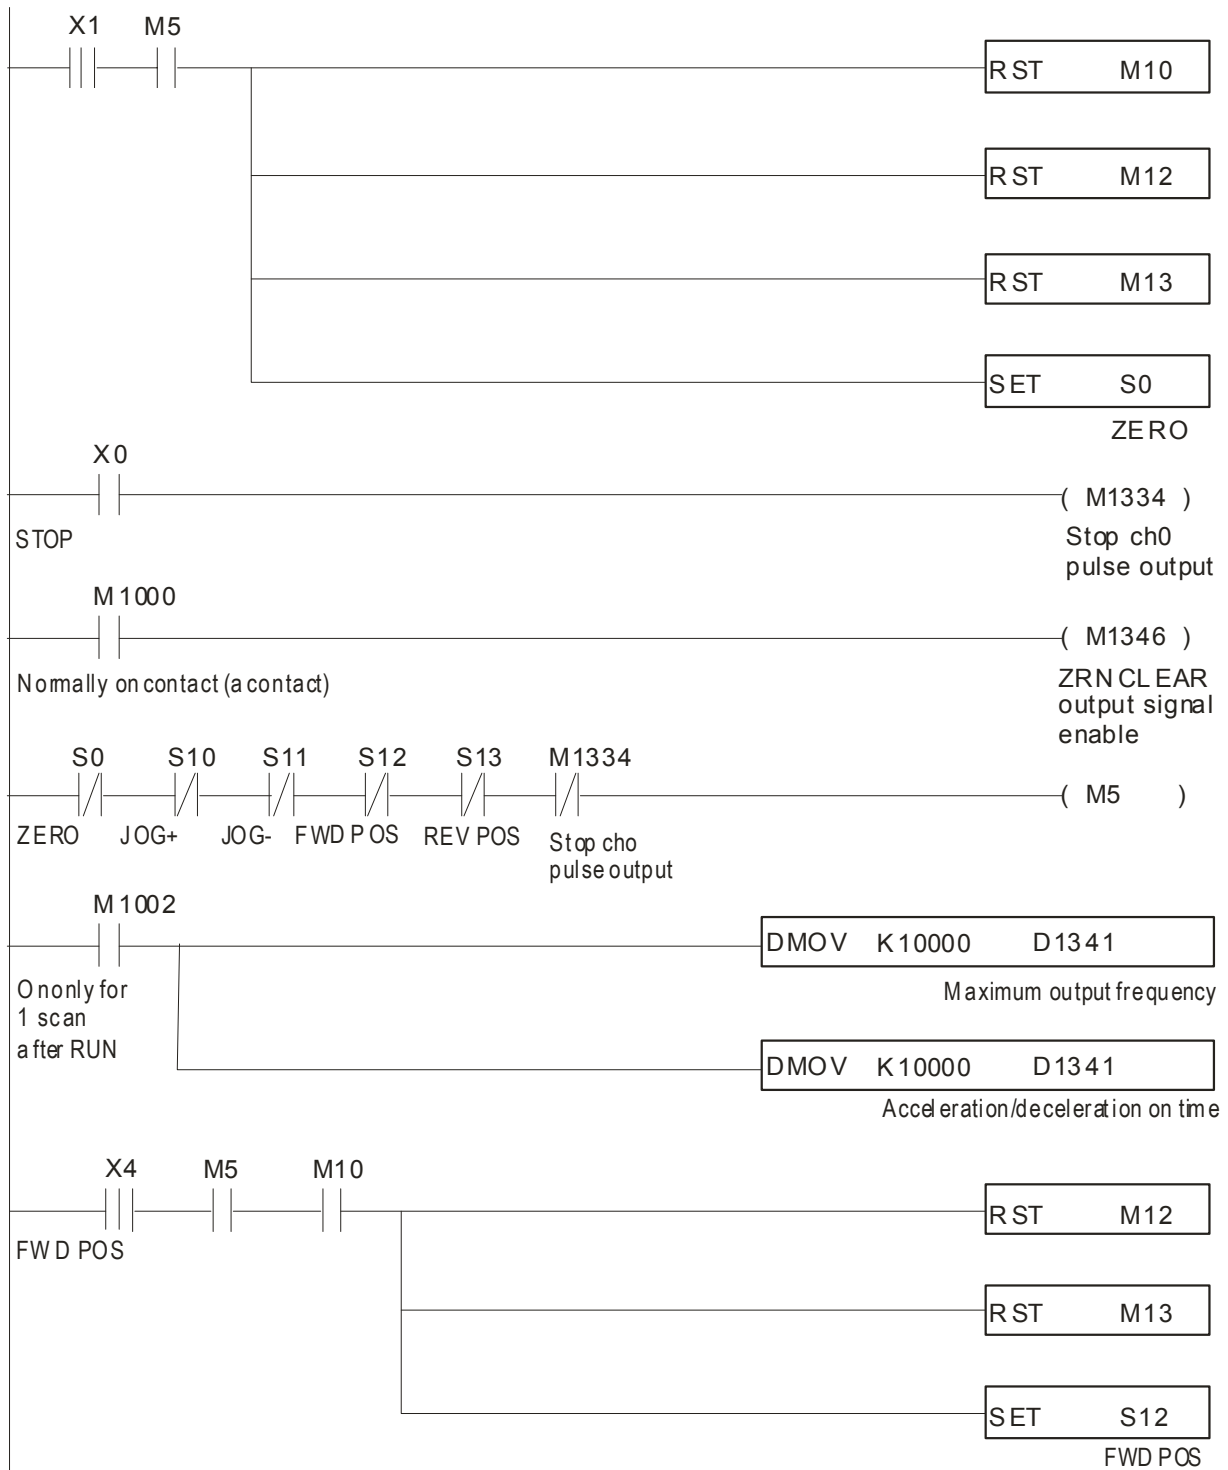 X1 M5
RST M10
RST M12
RST M13
SET S0
ZERO
X0
( M1334 )
STOP
Stop ch0
pulse output
M1000
( M1346 )
Normally on contact (a contact)
ZRN CLEAR
output signal
enable
S0 S10 S11 S12 S13 M1334
( M5 )
ZERO JOG+ JOG- FWD POS REV POS Stop cho
pulse output
M1002
DMOV K10000 D1341
On only for
1 scan
after RUN
Maximum output frequency
DMOV K10000 D1341
Acceleration/deceleration on time
X4 M5 M10
RST M12
FWD POS
RST M13
SET S12
FWD POS